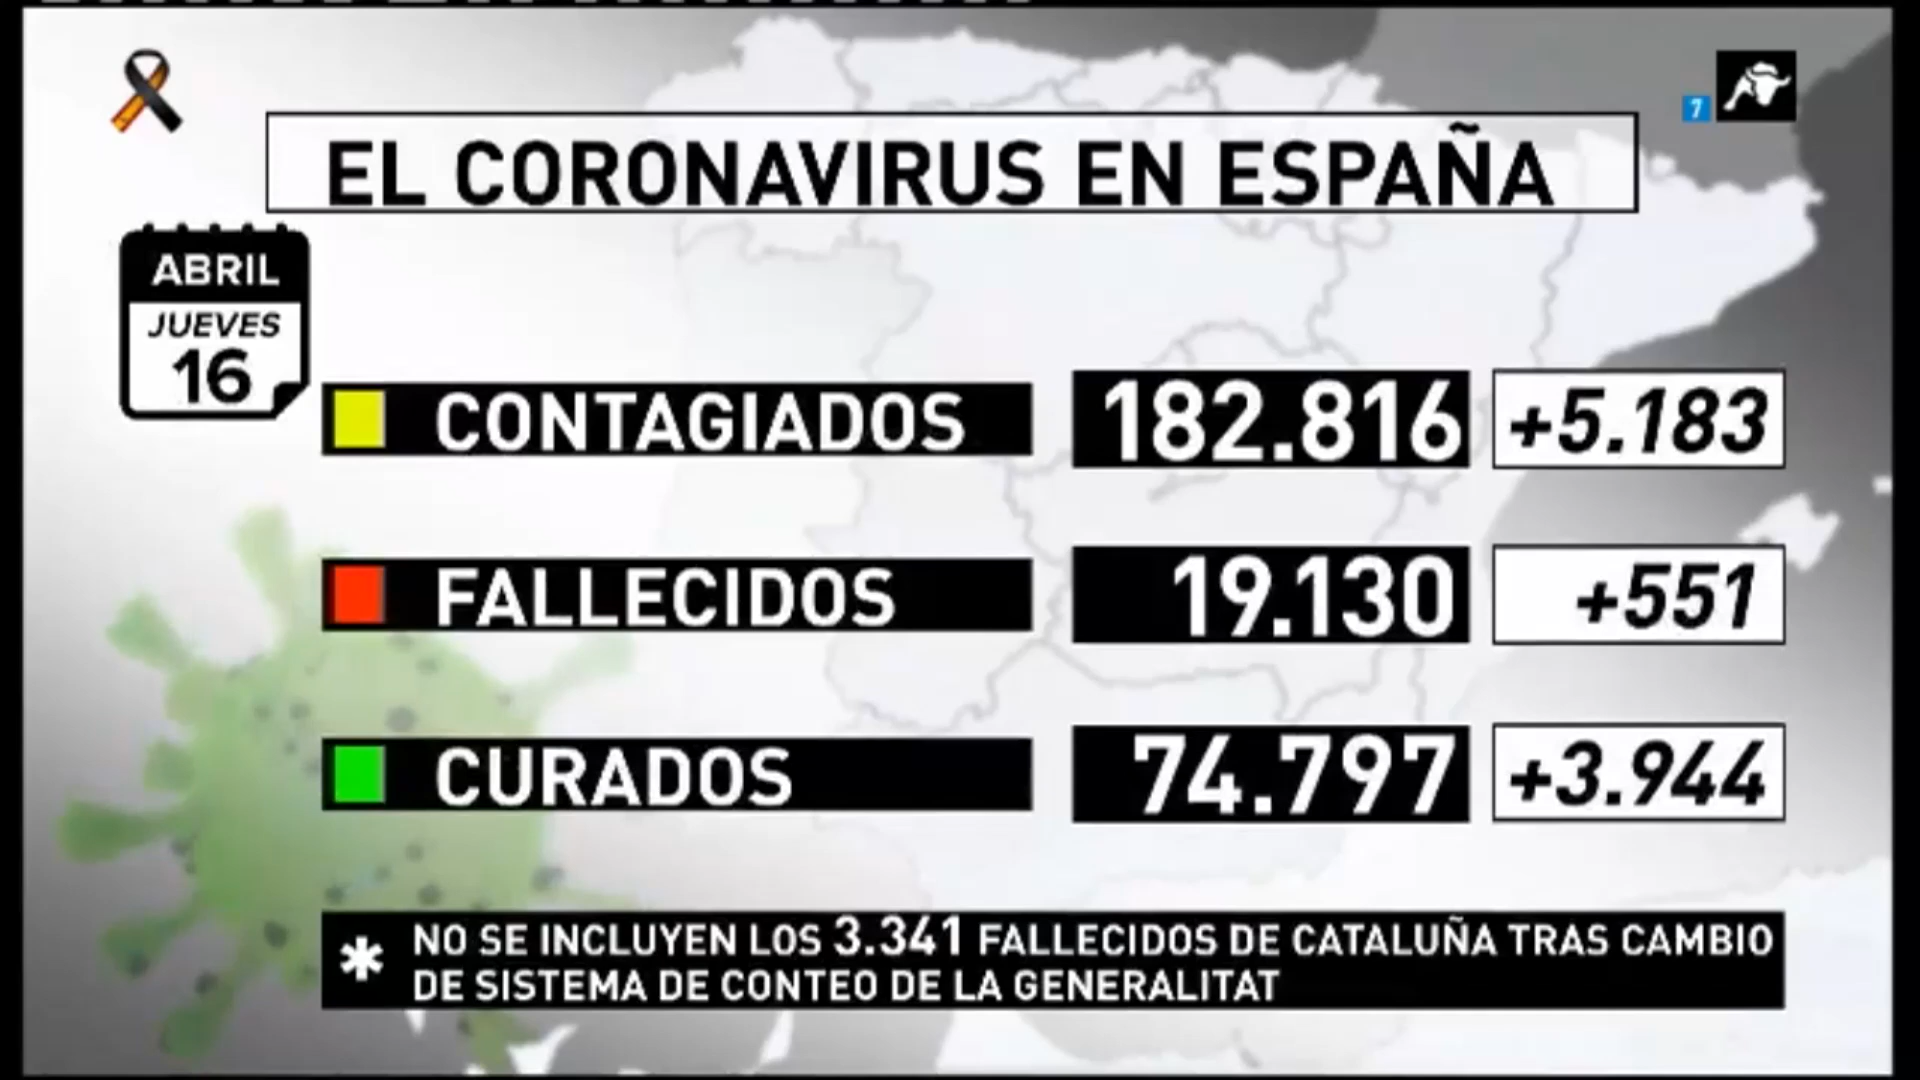 7
EL CORONAVIRUS EN ESPAÑA
ABRIL
JUEVES
16
CONTAGIADOS 182.816 +5.183
FALLECIDOS 19.130 +551
CURADOS 74.797 +3.944
* NO SE INCLUYEN LOS 3.341 FALLECIDOS DE CATALUÑA TRAS CAMBIO
DE SISTEMA DE CONTEO DE LA GENERALITAT